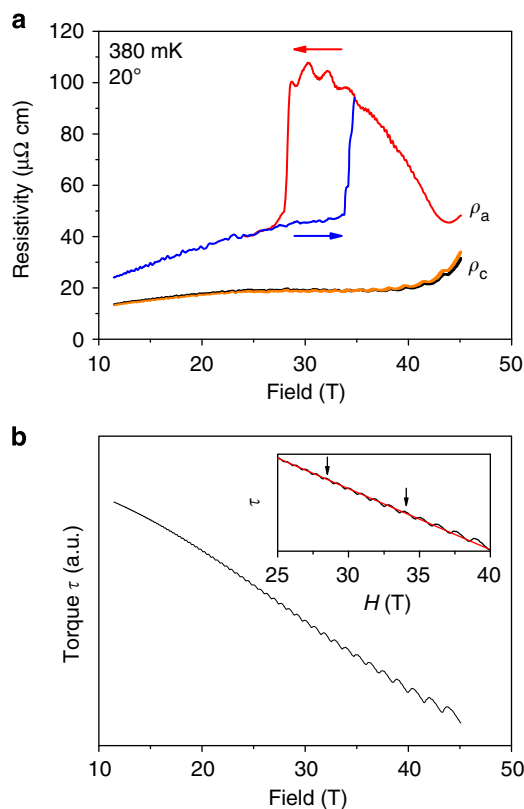 a
380 mK
20°
120
100
80
60
40
20
0
Resistivity (μΩ cm)
ρa
ρc
10
20
30
40
50
Field (T)
b
Torque τ (a.u.)
τ
25
30
35
40
H (T)
10
20
30
40
50
Field (T)